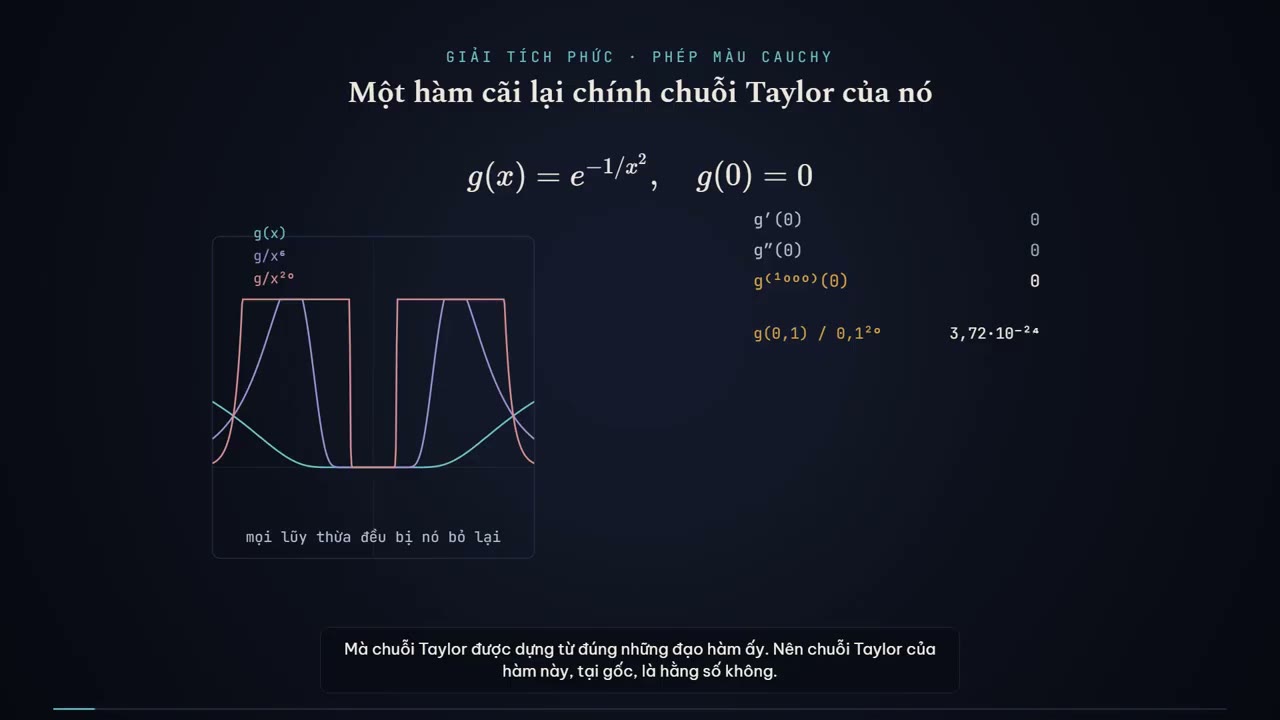 GIẢI TÍCH PHỨC · PHÉP MÀU CAUCHY
Một hàm cãi lại chính chuỗi Taylor của nó
g(x) = e^{-1/x^2}, g(0) = 0
g(x)
g/x⁶
g/x²⁰
g′(0) 0
g″(0) 0
g⁽¹⁰⁰⁰⁾(0) 0
g(0,1) / 0,1²⁰ 3,72·10⁻²⁴
mọi lũy thừa đều bị nó bỏ lại
Mà chuỗi Taylor được dựng từ đúng những đạo hàm ấy. Nên chuỗi Taylor của
hàm này, tại gốc, là hằng số không.